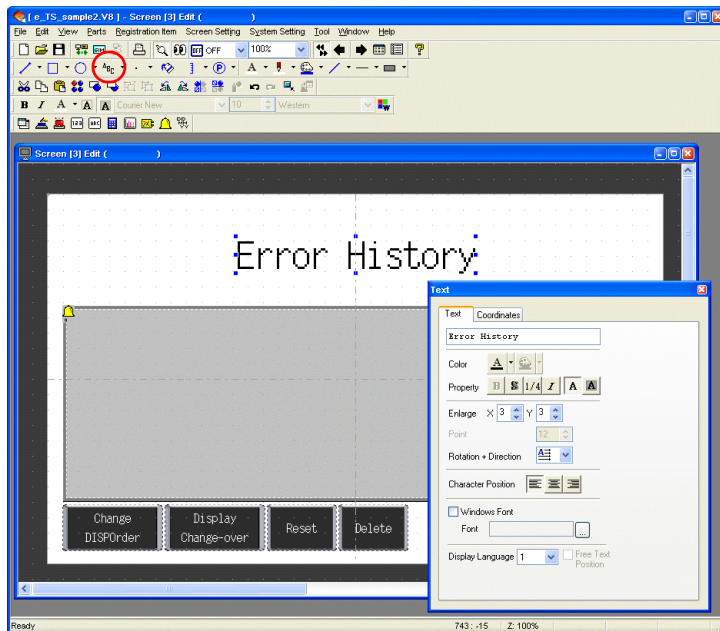 [ e_TS_sample2.V8 ] - Screen [3] Edit ( )
File Edit View Parts Registration Item Screen Setting System Setting Tool Window Help
OFF 100%
ABC P A
B I A A A Courier New 10 Western
Screen [3] Edit ( )
Error History
Change DISPOrder
Display Change-over
Reset
Delete
Text
Text Coordinates
Error History
Color A
Property B S 1/4 I A A
Enlarge X 3 Y 3
Point 12
Rotation + Direction A
Character Position
Windows Font
Font ...
Display Language 1 Free Text Position
Ready 743 : -15 Z: 100%